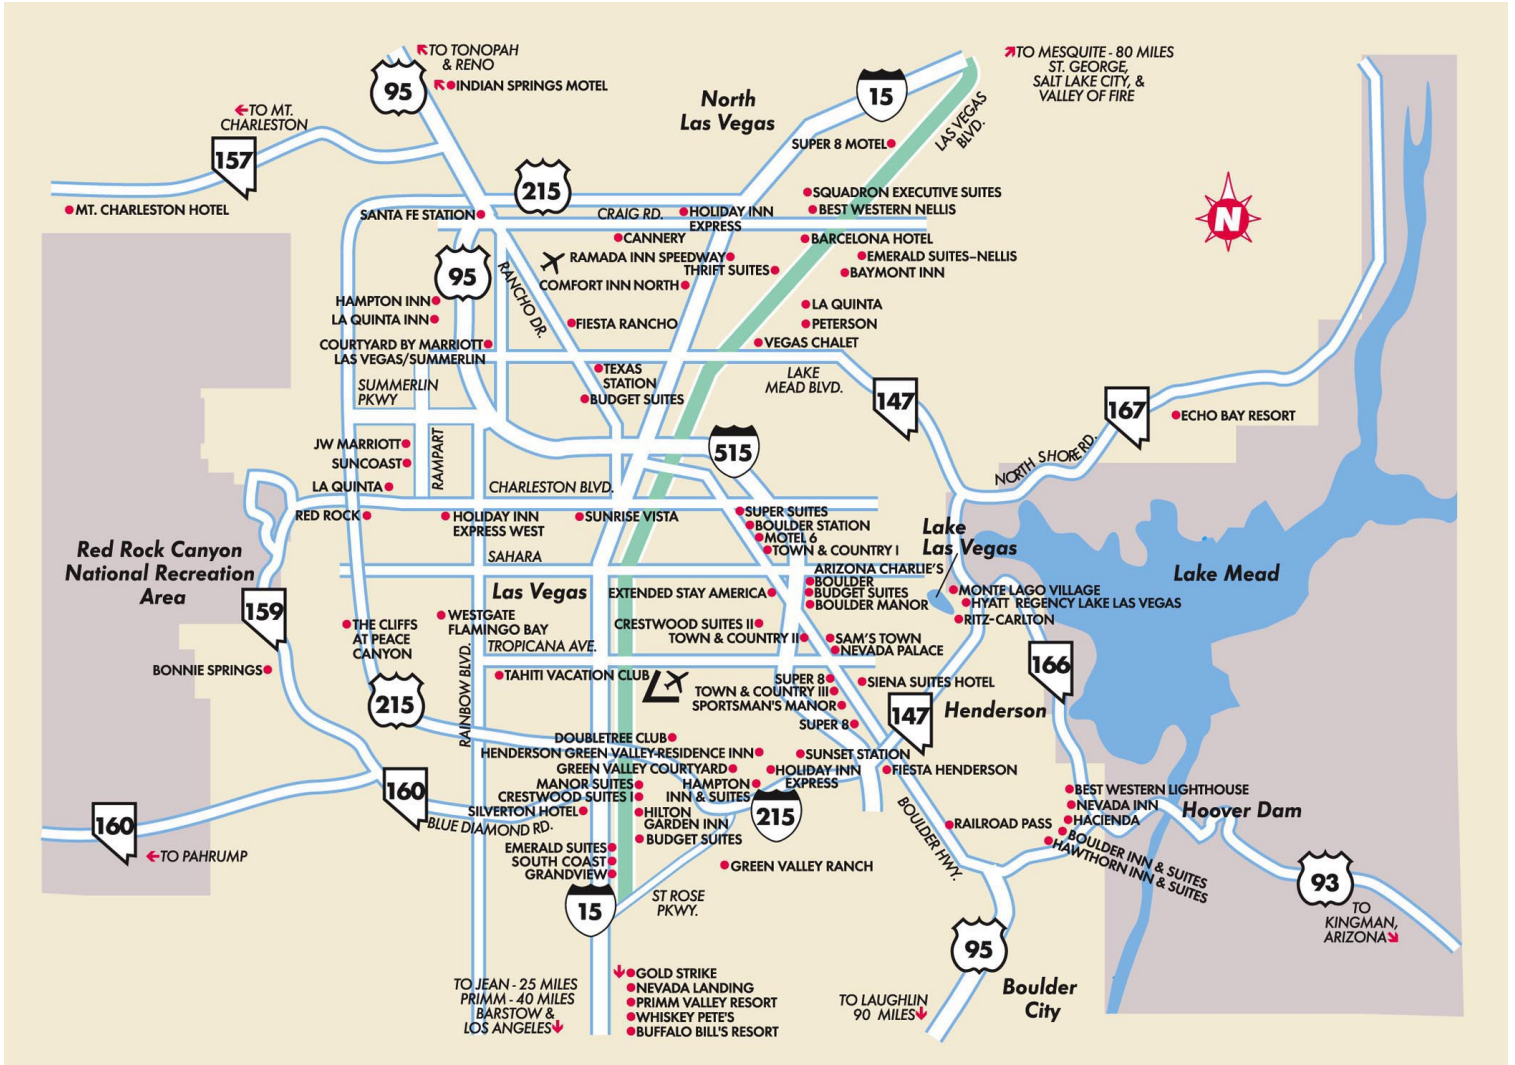 TO TONOPAH
& RENO
INDIAN SPRINGS MOTEL
95
TO MT.
CHARLESTON
157
MT. CHARLESTON HOTEL
North
Las Vegas
15
TO MESQUITE - 80 MILES
ST. GEORGE,
SALT LAKE CITY, &
VALLEY OF FIRE
LAS VEGAS
BLVD.
SUPER 8 MOTEL
215
SQUADRON EXECUTIVE SUITES
BEST WESTERN NELLIS
SANTA FE STATION
CRAIG RD.
HOLIDAY INN
EXPRESS
N
CANNERY
BARCELONA HOTEL
RAMADA INN SPEEDWAY
EMERALD SUITES–NELLIS
THRIFT SUITES
BAYMONT INN
95
COMFORT INN NORTH
RANCHO DR.
HAMPTON INN
LA QUINTA INN
LA QUINTA
FIESTA RANCHO
PETERSON
COURTYARD BY MARRIOTT
LAS VEGAS/SUMMERLIN
VEGAS CHALET
TEXAS
STATION
LAKE
MEAD BLVD.
SUMMERLIN
PKWY
BUDGET SUITES
147
167
ECHO BAY RESORT
JW MARRIOTT
SUNCOAST
RAMPART
515
NORTH SHORE RD.
LA QUINTA
CHARLESTON BLVD.
RED ROCK
HOLIDAY INN
EXPRESS WEST
SUNRISE VISTA
SUPER SUITES
BOULDER STATION
MOTEL 6
TOWN & COUNTRY I
Lake
Las Vegas
Red Rock Canyon
National Recreation
Area
SAHARA
ARIZONA CHARLIE'S
BOULDER
BUDGET SUITES
BOULDER MANOR
Lake Mead
Las Vegas
EXTENDED STAY AMERICA
MONTE LAGO VILLAGE
HYATT REGENCY LAKE LAS VEGAS
RITZ-CARLTON
159
THE CLIFFS
AT PEACE
CANYON
WESTGATE
FLAMINGO BAY
CRESTWOOD SUITES II
TOWN & COUNTRY II
SAM'S TOWN
NEVADA PALACE
TROPICANA AVE.
166
BONNIE SPRINGS
TAHITI VACATION CLUB
SUPER 8
TOWN & COUNTRY III
SPORTSMAN'S MANOR
SIENA SUITES HOTEL
215
RAINBOW BLVD.
SUPER 8
147
Henderson
DOUBLETREE CLUB
HENDERSON GREEN VALLEY-RESIDENCE INN
SUNSET STATION
GREEN VALLEY COURTYARD
HOLIDAY INN
EXPRESS
FIESTA HENDERSON
160
MANOR SUITES
HAMPTON
INN & SUITES
CRESTWOOD SUITES I
215
SILVERTON HOTEL
HILTON
GARDEN INN
BLUE DIAMOND RD.
BUDGET SUITES
160
TO PAHRUMP
EMERALD SUITES
SOUTH COAST
GRANDVIEW
GREEN VALLEY RANCH
BOULDER HWY.
RAILROAD PASS
BEST WESTERN LIGHTHOUSE
NEVADA INN
HACIENDA
BOULDER INN & SUITES
HAWTHORN INN & SUITES
Hoover Dam
15
ST ROSE
PKWY.
93
TO
KINGMAN,
ARIZONA
95
Boulder
City
TO JEAN - 25 MILES
PRIMM - 40 MILES
BARSTOW &
LOS ANGELES
GOLD STRIKE
NEVADA LANDING
PRIMM VALLEY RESORT
WHISKEY PETE'S
BUFFALO BILL'S RESORT
TO LAUGHLIN
90 MILES